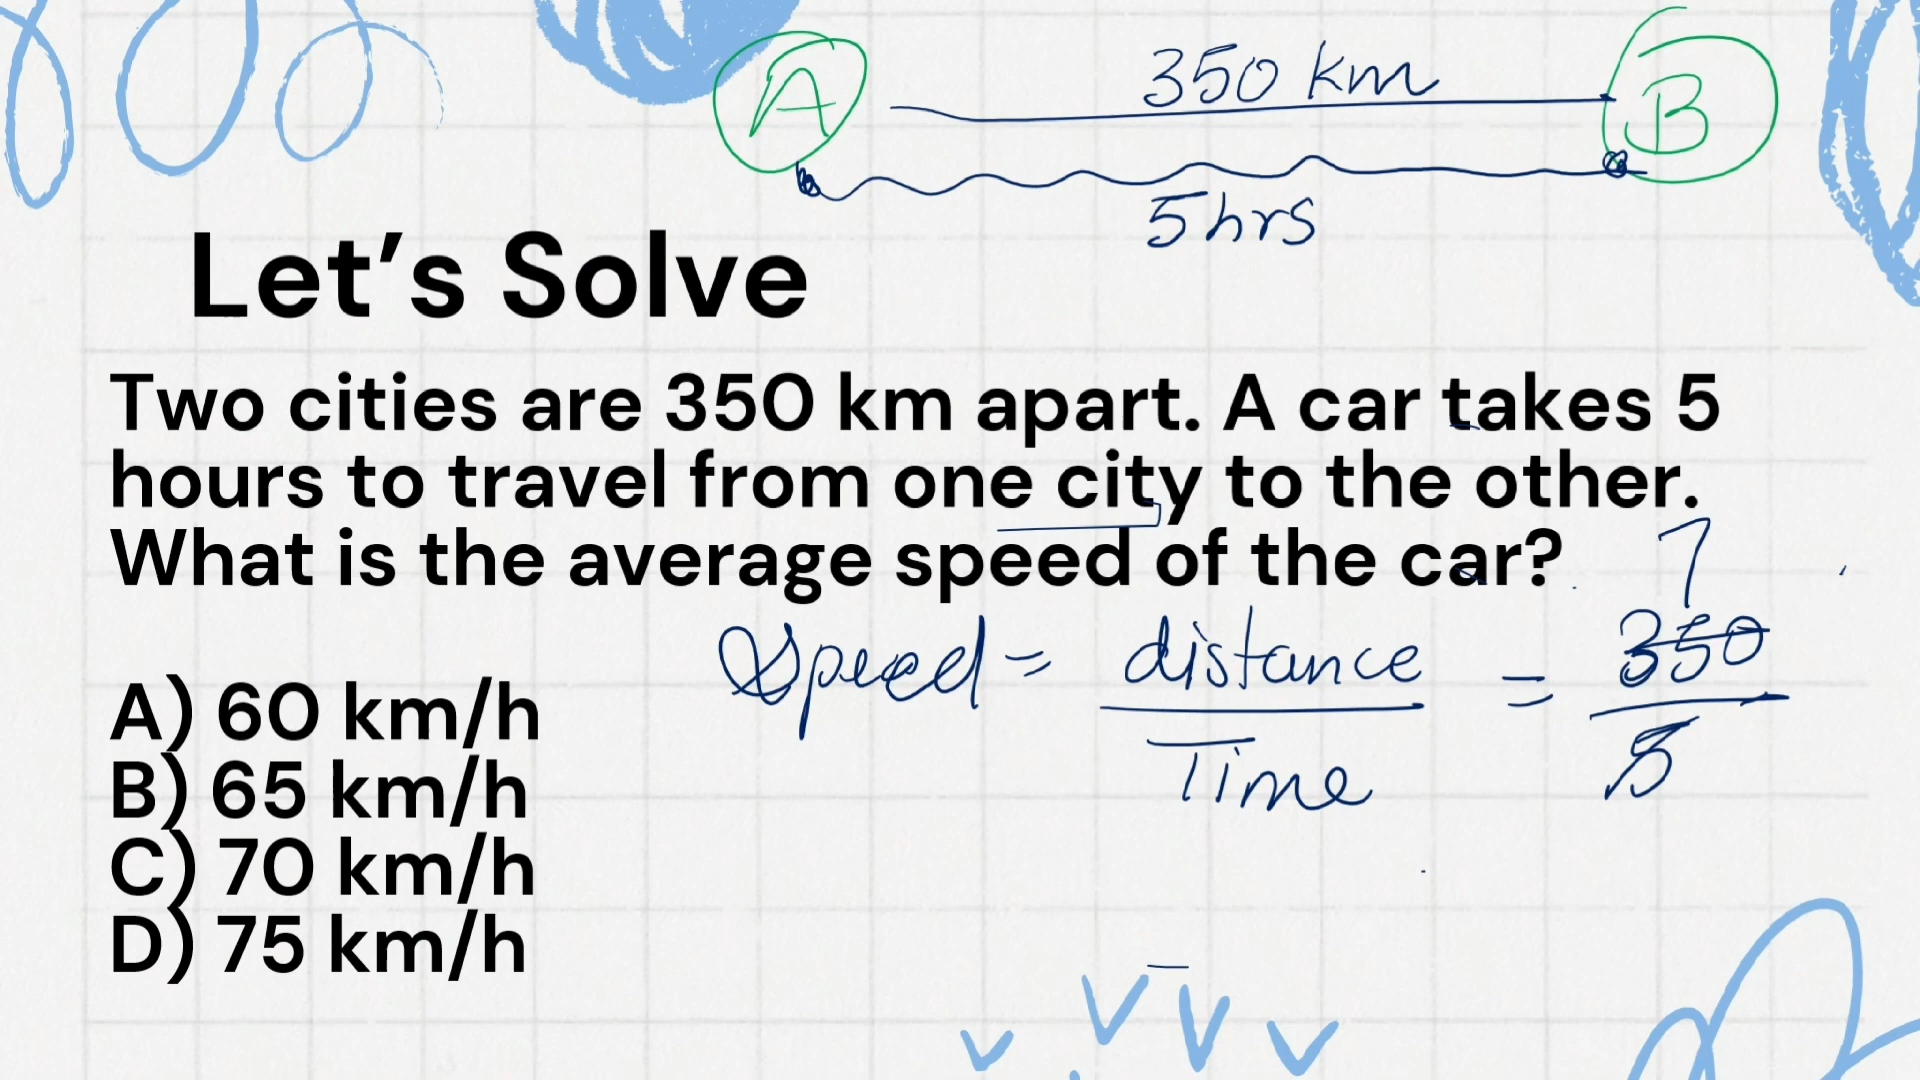 A 350 km B
5hrs
Let’s Solve
Two cities are 350 km apart. A car takes 5
hours to travel from one city to the other.
What is the average speed of the car?
7
Speed = distance = 350
Time 5
A) 60 km/h
B) 65 km/h
C) 70 km/h
D) 75 km/h